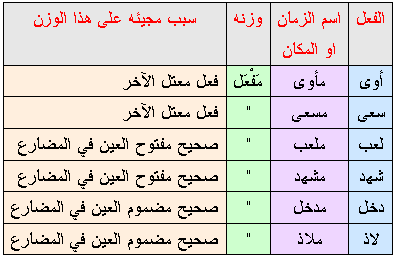 الفعل اسم الزمان او المكان وزنه سبب مجيئه على هذا الوزن
أوى مأوى مَفْعَل فعل معتل الآخر
سعى مسعى " فعل معتل الآخر
لعب ملعب " صحيح مفتوح العين في المضارع
شهد مشهد " صحيح مفتوح العين في المضارع
دخل مدخل " صحيح مضموم العين في المضارع
لاذ ملاذ " صحيح مضموم العين في المضارع